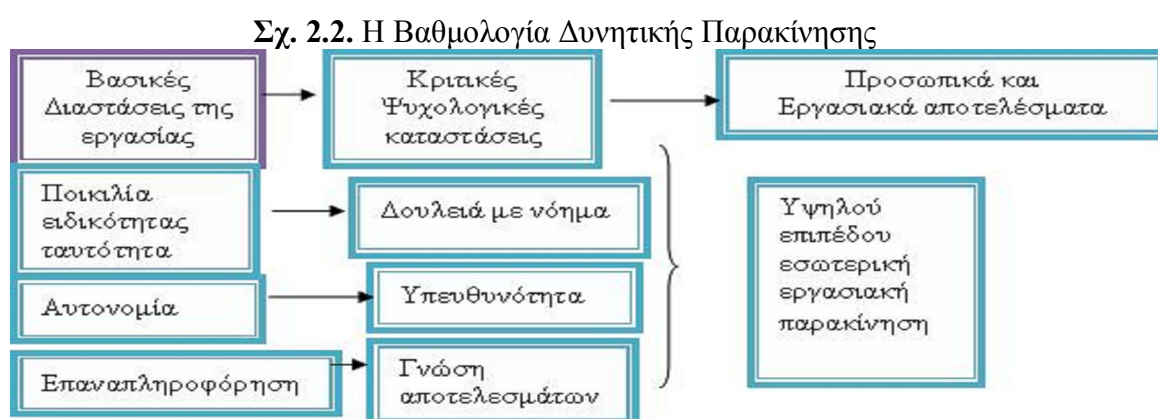 Σχ. 2.2. Η Βαθμολογία Δυνητικής Παρακίνησης
Βασικές
Διαστάσεις της
εργασίας
Κριτικές
Ψυχολογικές
καταστάσεις
Προσωπικά και
Εργασιακά αποτελέσματα
Ποικιλία
ειδικότητας
ταυτότητα
Δουλειά με νόημα
Αυτονομία
Υπευθυνότητα
Επαναπληροφόρηση
Γνώση
αποτελεσμάτων
Υψηλού
επιπέδου
εσωτερική
εργασιακή
παρακίνηση